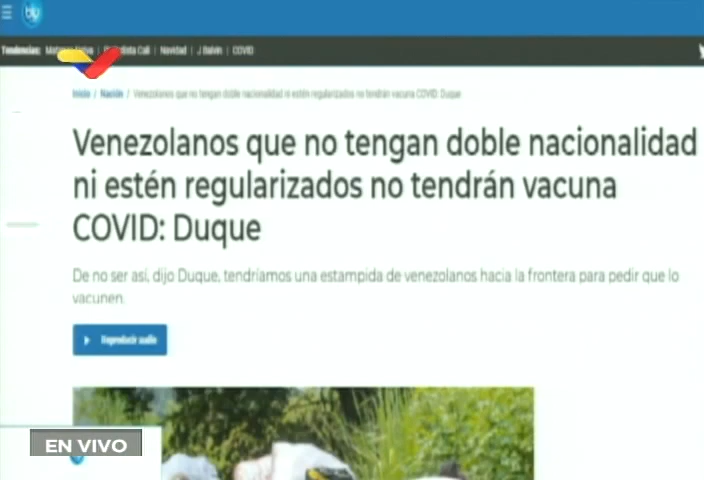 blu
Tendencias: | Navidad | J Balvin | COVID
Inicio / Nación / Venezolanos que no tengan doble nacionalidad ni estén regularizados no tendrán vacuna COVID: Duque
Venezolanos que no tengan doble nacionalidad
ni estén regularizados no tendrán vacuna
COVID: Duque
De no ser así, dijo Duque, tendríamos una estampida de venezolanos hacia la frontera para pedir que lo
vacunen.
Reproducir audio
EN VIVO